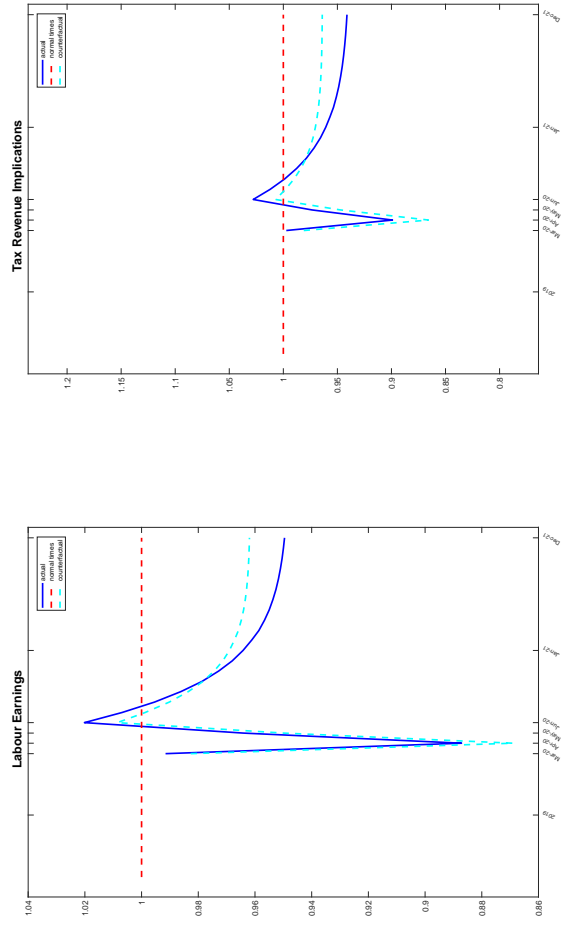 Labour Earnings
1.04
1.02
1
0.98
0.96
0.94
0.92
0.9
0.88
0.86
2019
Mar-20
Apr-20
May-20
Jun-20
Jan-21
Dec-21
actual
normal times
counterfactual
Tax Revenue Implications
1.2
1.15
1.1
1.05
1
0.95
0.9
0.85
0.8
2019
Mar-20
Apr-20
May-20
Jun-20
Jan-21
Dec-21
actual
normal times
counterfactual